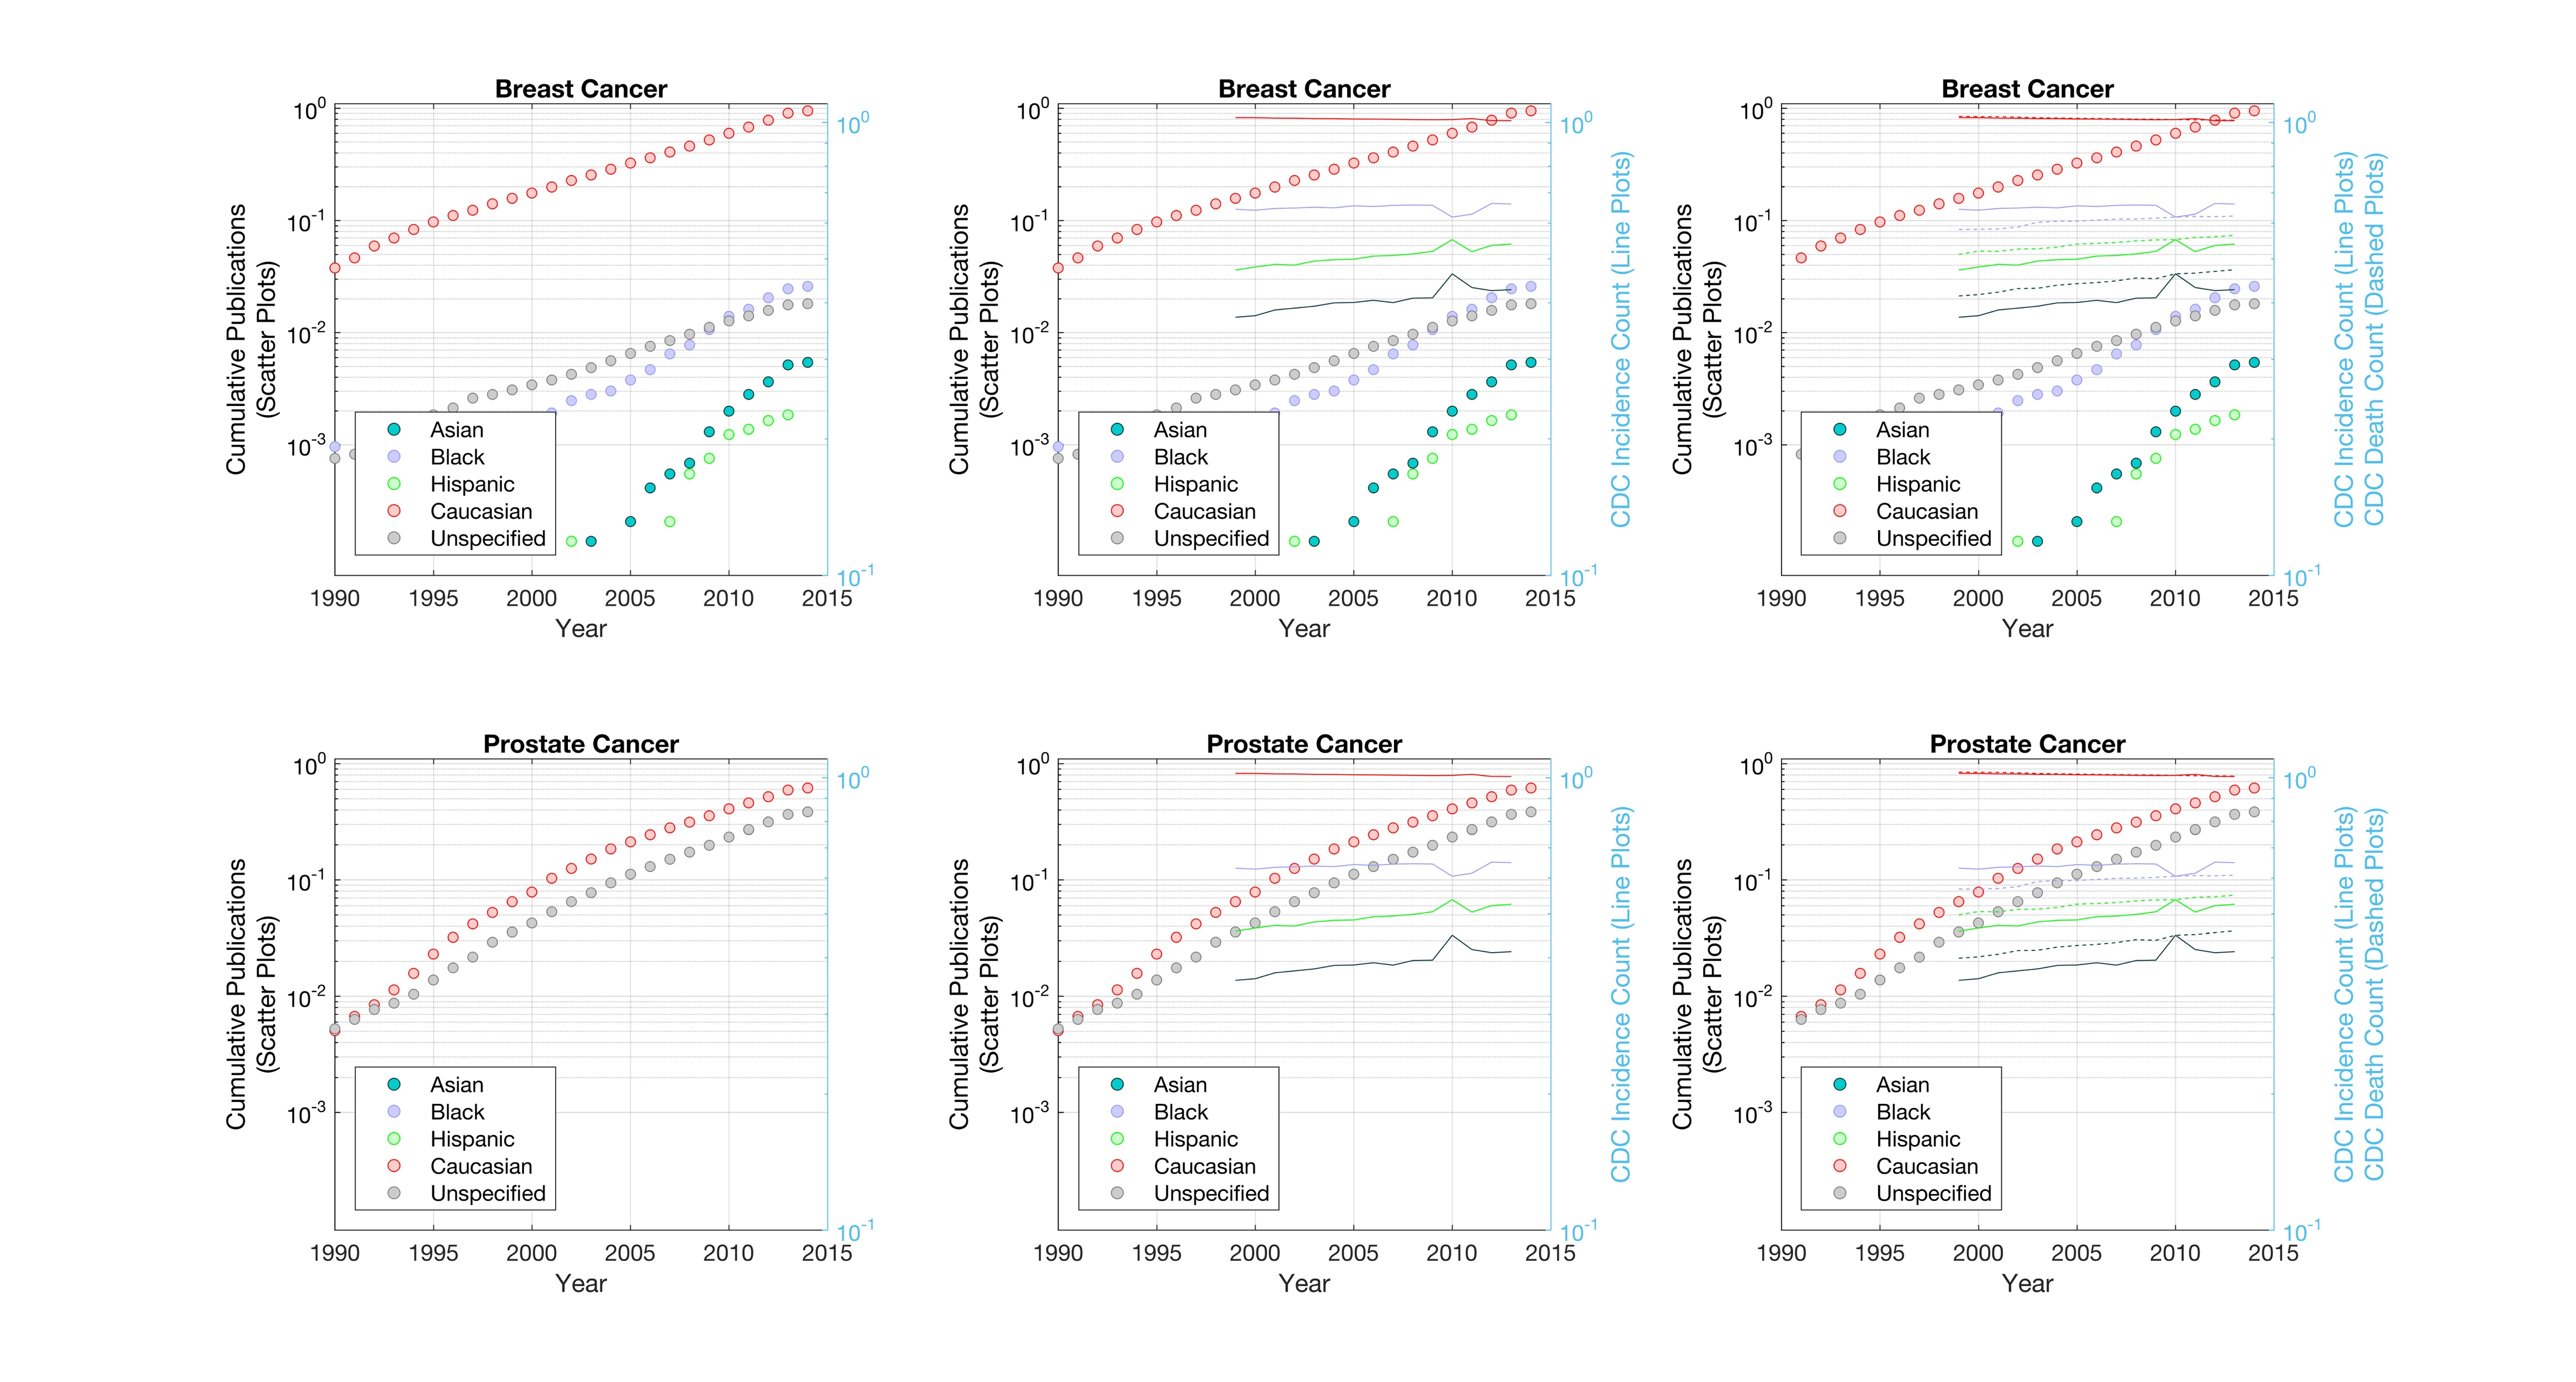 Breast Cancer
Cumulative Publications
(Scatter Plots)
10^0
10^-1
10^-2
10^-3
10^0
10^-1
Asian
Black
Hispanic
Caucasian
Unspecified
1990 1995 2000 2005 2010 2015
Year
Breast Cancer
Cumulative Publications
(Scatter Plots)
10^0
10^-1
10^-2
10^-3
10^0
10^-1
CDC Incidence Count (Line Plots)
Asian
Black
Hispanic
Caucasian
Unspecified
1990 1995 2000 2005 2010 2015
Year
Breast Cancer
Cumulative Publications
(Scatter Plots)
10^0
10^-1
10^-2
10^-3
10^0
10^-1
CDC Incidence Count (Line Plots)
CDC Death Count (Dashed Plots)
Asian
Black
Hispanic
Caucasian
Unspecified
1990 1995 2000 2005 2010 2015
Year
Prostate Cancer
Cumulative Publications
(Scatter Plots)
10^0
10^-1
10^-2
10^-3
10^0
10^-1
Asian
Black
Hispanic
Caucasian
Unspecified
1990 1995 2000 2005 2010 2015
Year
Prostate Cancer
Cumulative Publications
(Scatter Plots)
10^0
10^-1
10^-2
10^-3
10^0
10^-1
CDC Incidence Count (Line Plots)
Asian
Black
Hispanic
Caucasian
Unspecified
1990 1995 2000 2005 2010 2015
Year
Prostate Cancer
Cumulative Publications
(Scatter Plots)
10^0
10^-1
10^-2
10^-3
10^0
10^-1
CDC Incidence Count (Line Plots)
CDC Death Count (Dashed Plots)
Asian
Black
Hispanic
Caucasian
Unspecified
1990 1995 2000 2005 2010 2015
Year